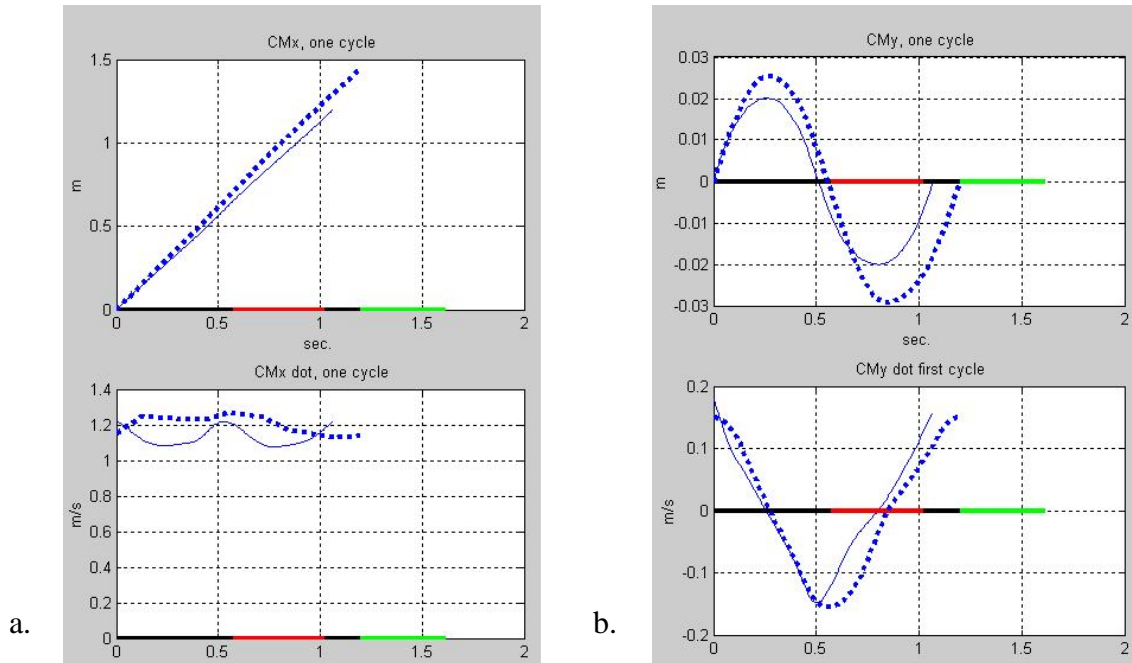 CMx, one cycle
1.5
1
0.5
0
m
0 0.5 1 1.5 2
sec.
CMx dot, one cycle
1.4
1.2
1
0.8
0.6
0.4
0.2
0
m/s
0 0.5 1 1.5 2
a.
CMy, one cycle
0.03
0.02
0.01
0
-0.01
-0.02
-0.03
m
0 0.5 1 1.5 2
sec.
CMy dot first cycle
0.2
0.1
0
-0.1
-0.2
m/s
0 0.5 1 1.5 2
b.